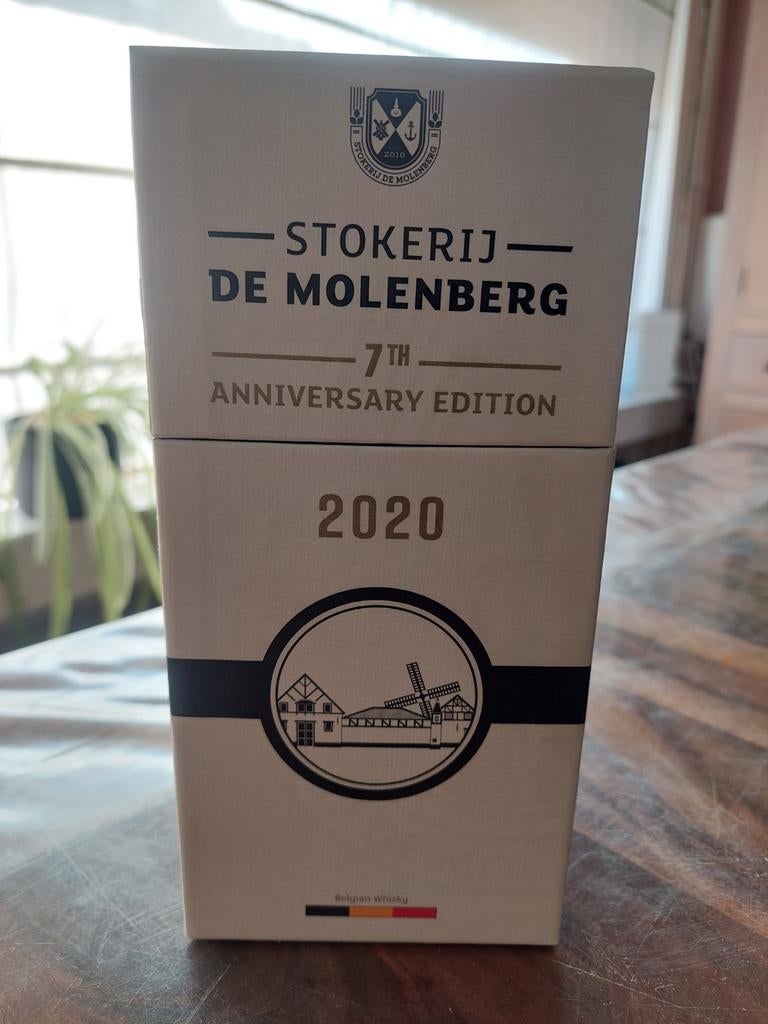 2010
STOKERIJ DE MOLENBERG
STOKERIJ
DE MOLENBERG
7TH
ANNIVERSARY EDITION
2020
Belgian Whisky